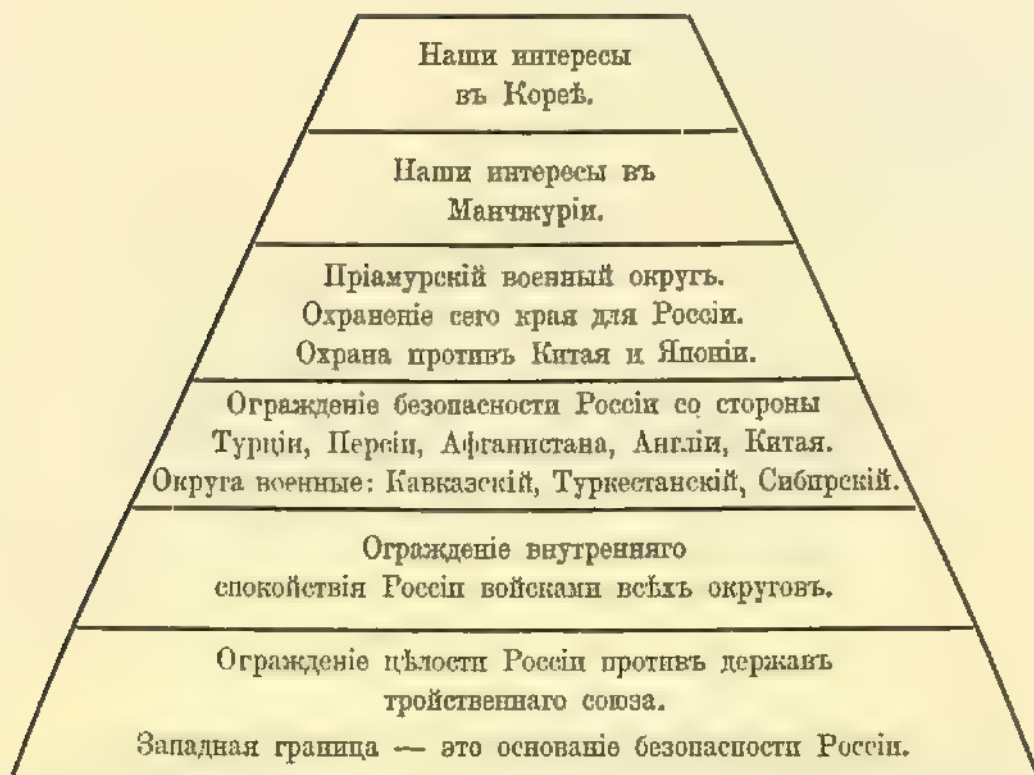 Наши интересы
въ Кореѣ.
Наши интересы въ
Манчжуріи.
Пріамурскій военный округъ.
Охраненіе сего края для Россіи.
Охрана противъ Китая и Японіи.
Огражденіе безопасности Россіи со стороны
Турціи, Персіи, Афганистана, Англіи, Китая.
Округа военные: Кавказскій, Туркестанскій, Сибирскій.
Огражденіе внутренняго
спокойствія Россіи войсками всѣхъ округовъ.
Огражденіе цѣлости Россіи противъ державъ
тройственнаго союза.
Западная граница — это основаніе безопасности Россіи.